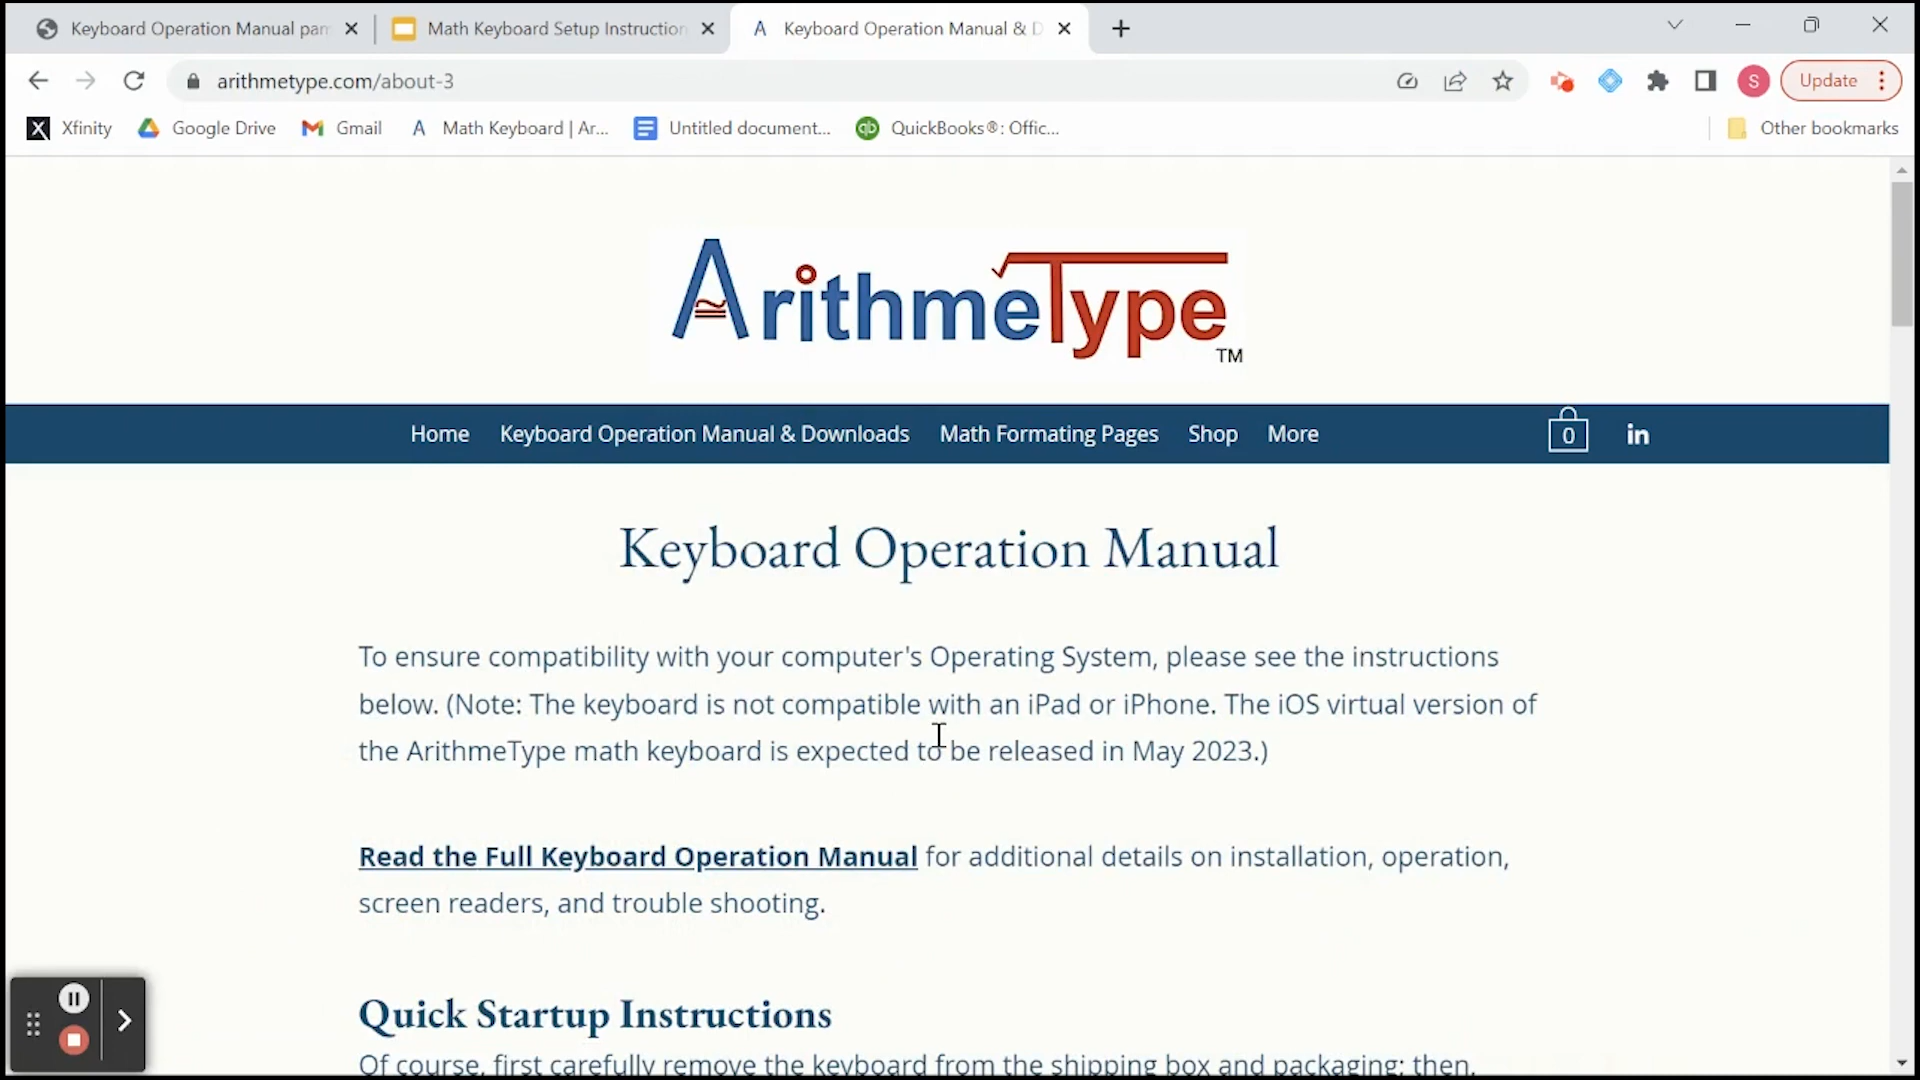 Keyboard Operation Manual pam
Math Keyboard Setup Instruction
Keyboard Operation Manual & D
arithmetype.com/about-3
S
Update
Xfinity
Google Drive
Gmail
Math Keyboard | Ar...
Untitled document...
QuickBooks®: Offic...
Other bookmarks
ArithmeType
TM
Home
Keyboard Operation Manual & Downloads
Math Formating Pages
Shop
More
0
in
Keyboard Operation Manual
To ensure compatibility with your computer's Operating System, please see the instructions
below. (Note: The keyboard is not compatible with an iPad or iPhone. The iOS virtual version of
the ArithmeType math keyboard is expected to be released in May 2023.)
Read the Full Keyboard Operation Manual for additional details on installation, operation,
screen readers, and trouble shooting.
Quick Startup Instructions
Of course, first carefully remove the keyboard from the shipping box and packaging; then,